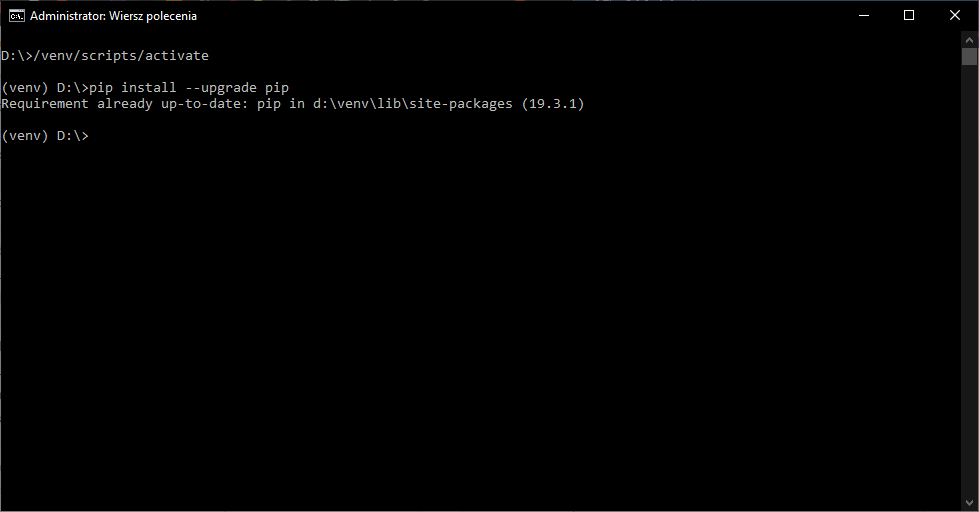 Administrator: Wiersz polecenia
D:\>/venv/scripts/activate
(venv) D:\>pip install --upgrade pip
Requirement already up-to-date: pip in d:\venv\lib\site-packages (19.3.1)
(venv) D:\>